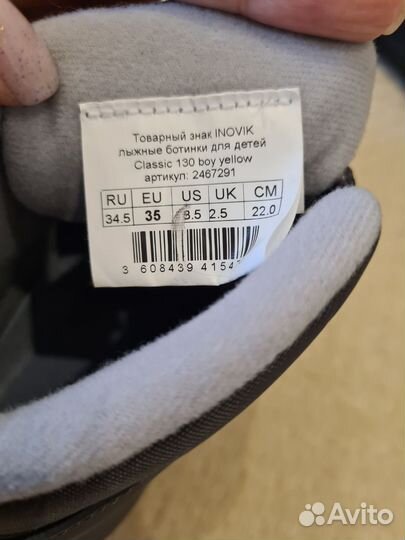 Товарный знак INOVIK
лыжные ботинки для детей
Classic 130 boy yellow
артикул: 2467291
RU EU US UK CM
34.5 35 3.5 2.5 22.0
3 608439
Avito